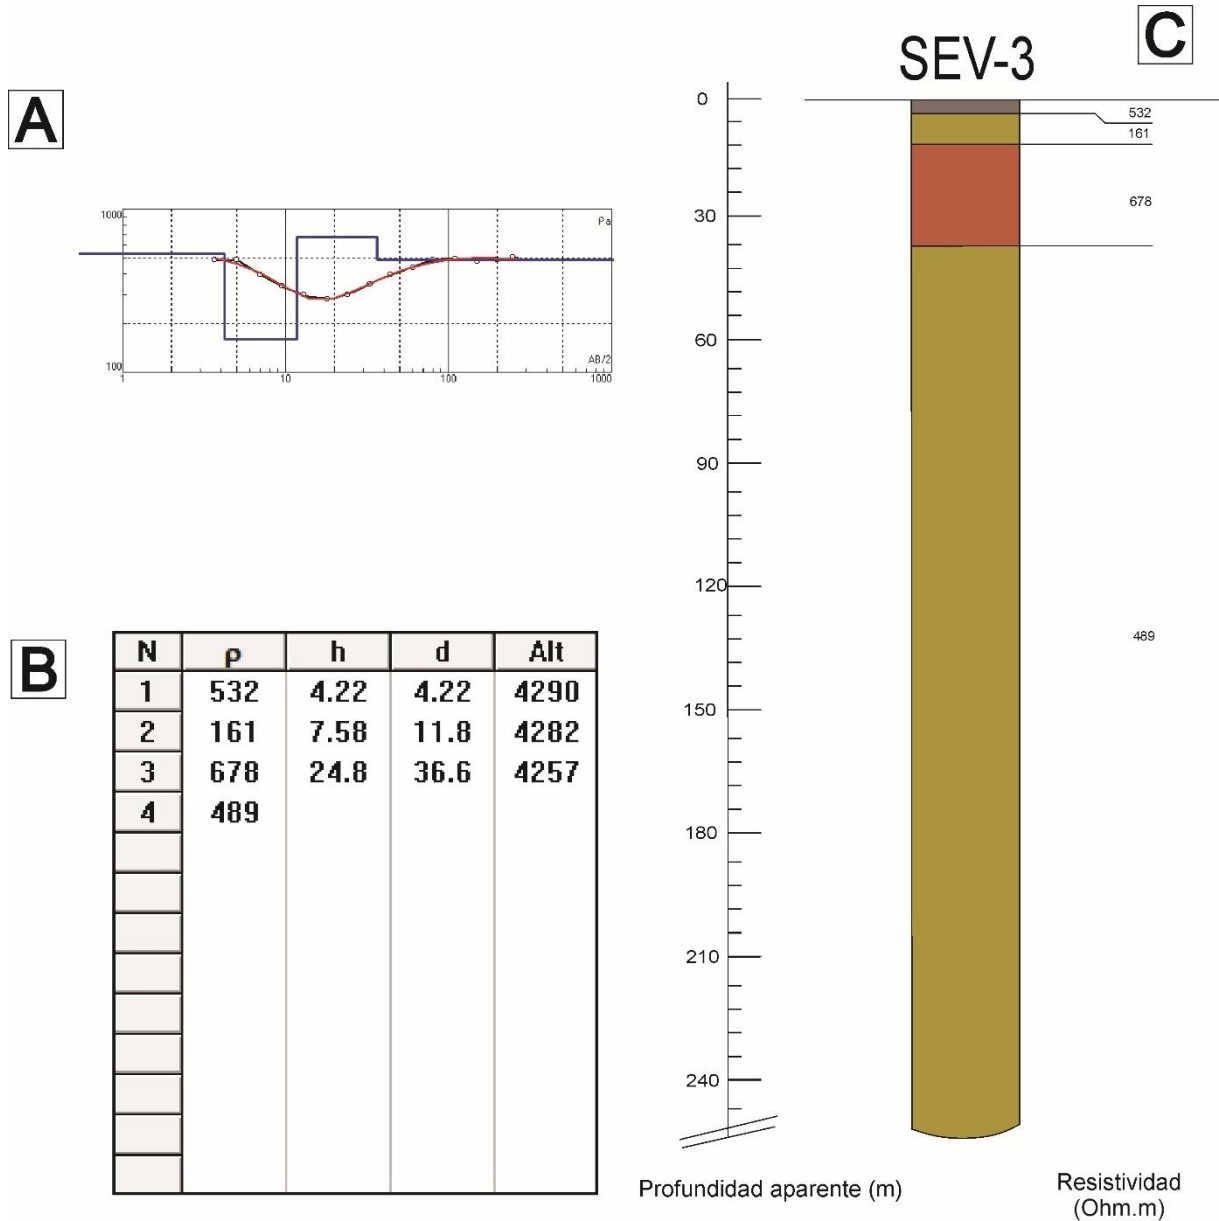 A
1000
ρa
100
AB/2
1 10 100 1000
B
N ρ h d Alt
1 532 4.22 4.22 4290
2 161 7.58 11.8 4282
3 678 24.8 36.6 4257
4 489
C
SEV-3
0
30
60
90
120
150
180
210
240
532
161
678
489
Profundidad aparente (m)
Resistividad
(Ohm.m)